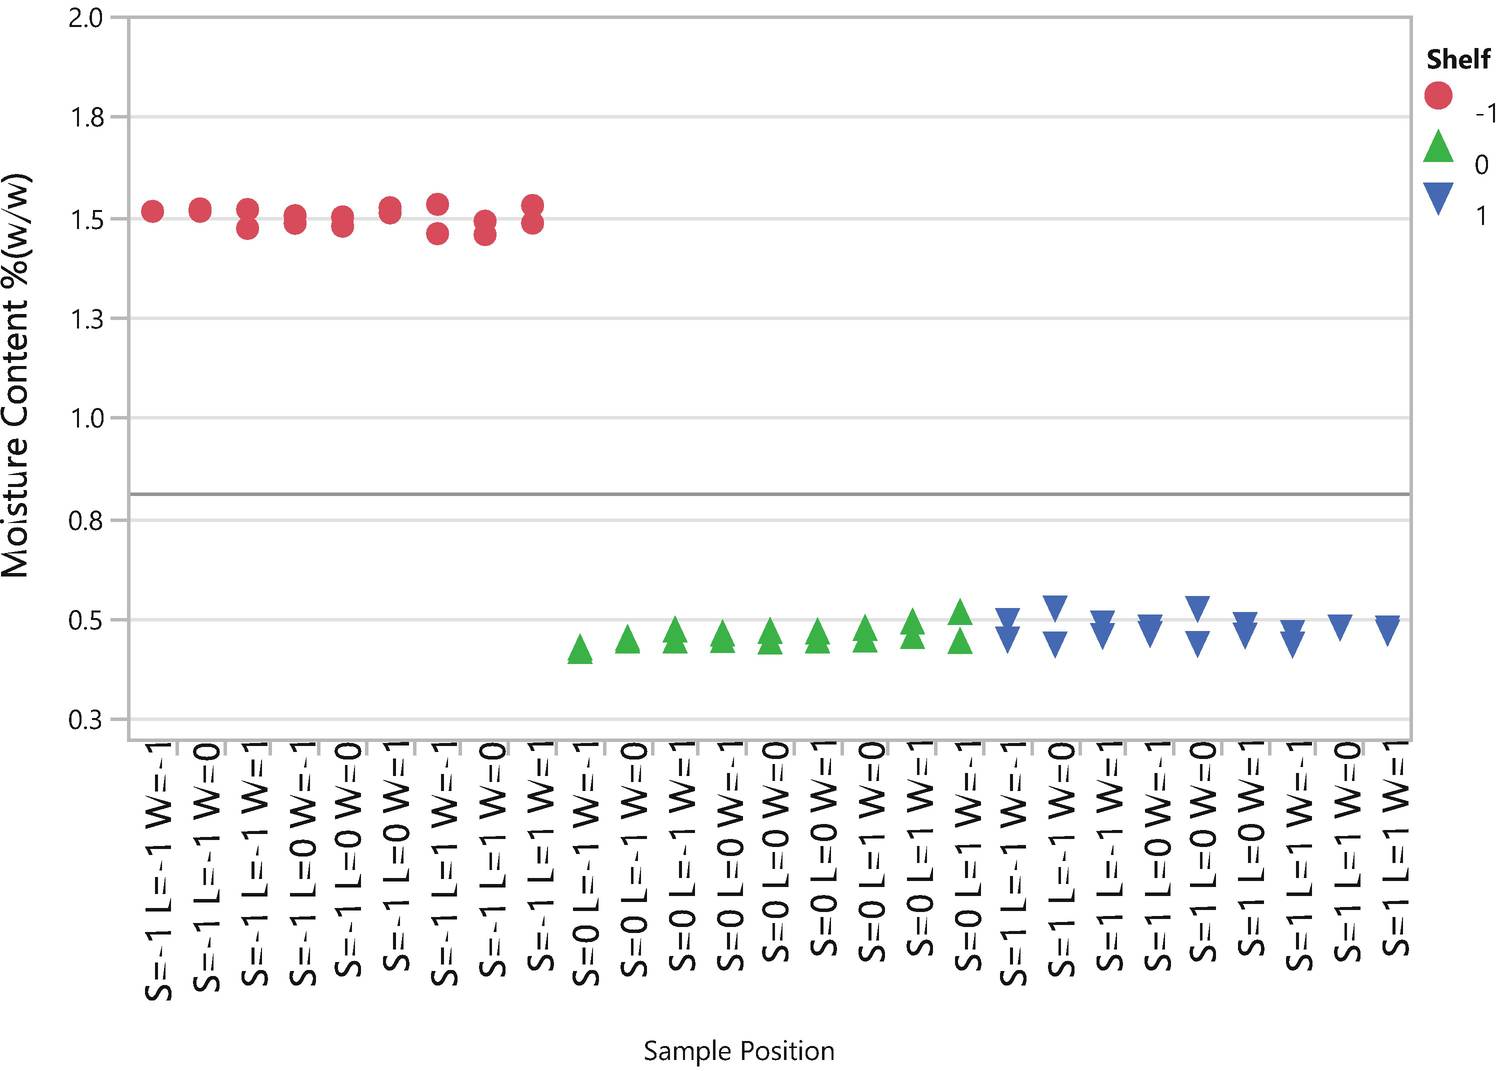 2.0
1.8
1.5
1.3
1.0
0.8
0.5
0.3
Moisture Content %(w/w)
S=-1 L=-1 W=-1
S=-1 L=-1 W=0
S=-1 L=-1 W=1
S=-1 L=0 W=-1
S=-1 L=0 W=0
S=-1 L=0 W=1
S=-1 L=1 W=-1
S=-1 L=1 W=0
S=-1 L=1 W=1
S=0 L=-1 W=-1
S=0 L=-1 W=0
S=0 L=-1 W=1
S=0 L=0 W=-1
S=0 L=0 W=0
S=0 L=0 W=1
S=0 L=1 W=0
S=0 L=1 W=1
S=0 L=1 W=-1
S=1 L=-1 W=-1
S=1 L=-1 W=0
S=1 L=-1 W=1
S=1 L=0 W=-1
S=1 L=0 W=0
S=1 L=0 W=1
S=1 L=1 W=-1
S=1 L=1 W=0
S=1 L=1 W=1
Sample Position
Shelf
-1
0
1